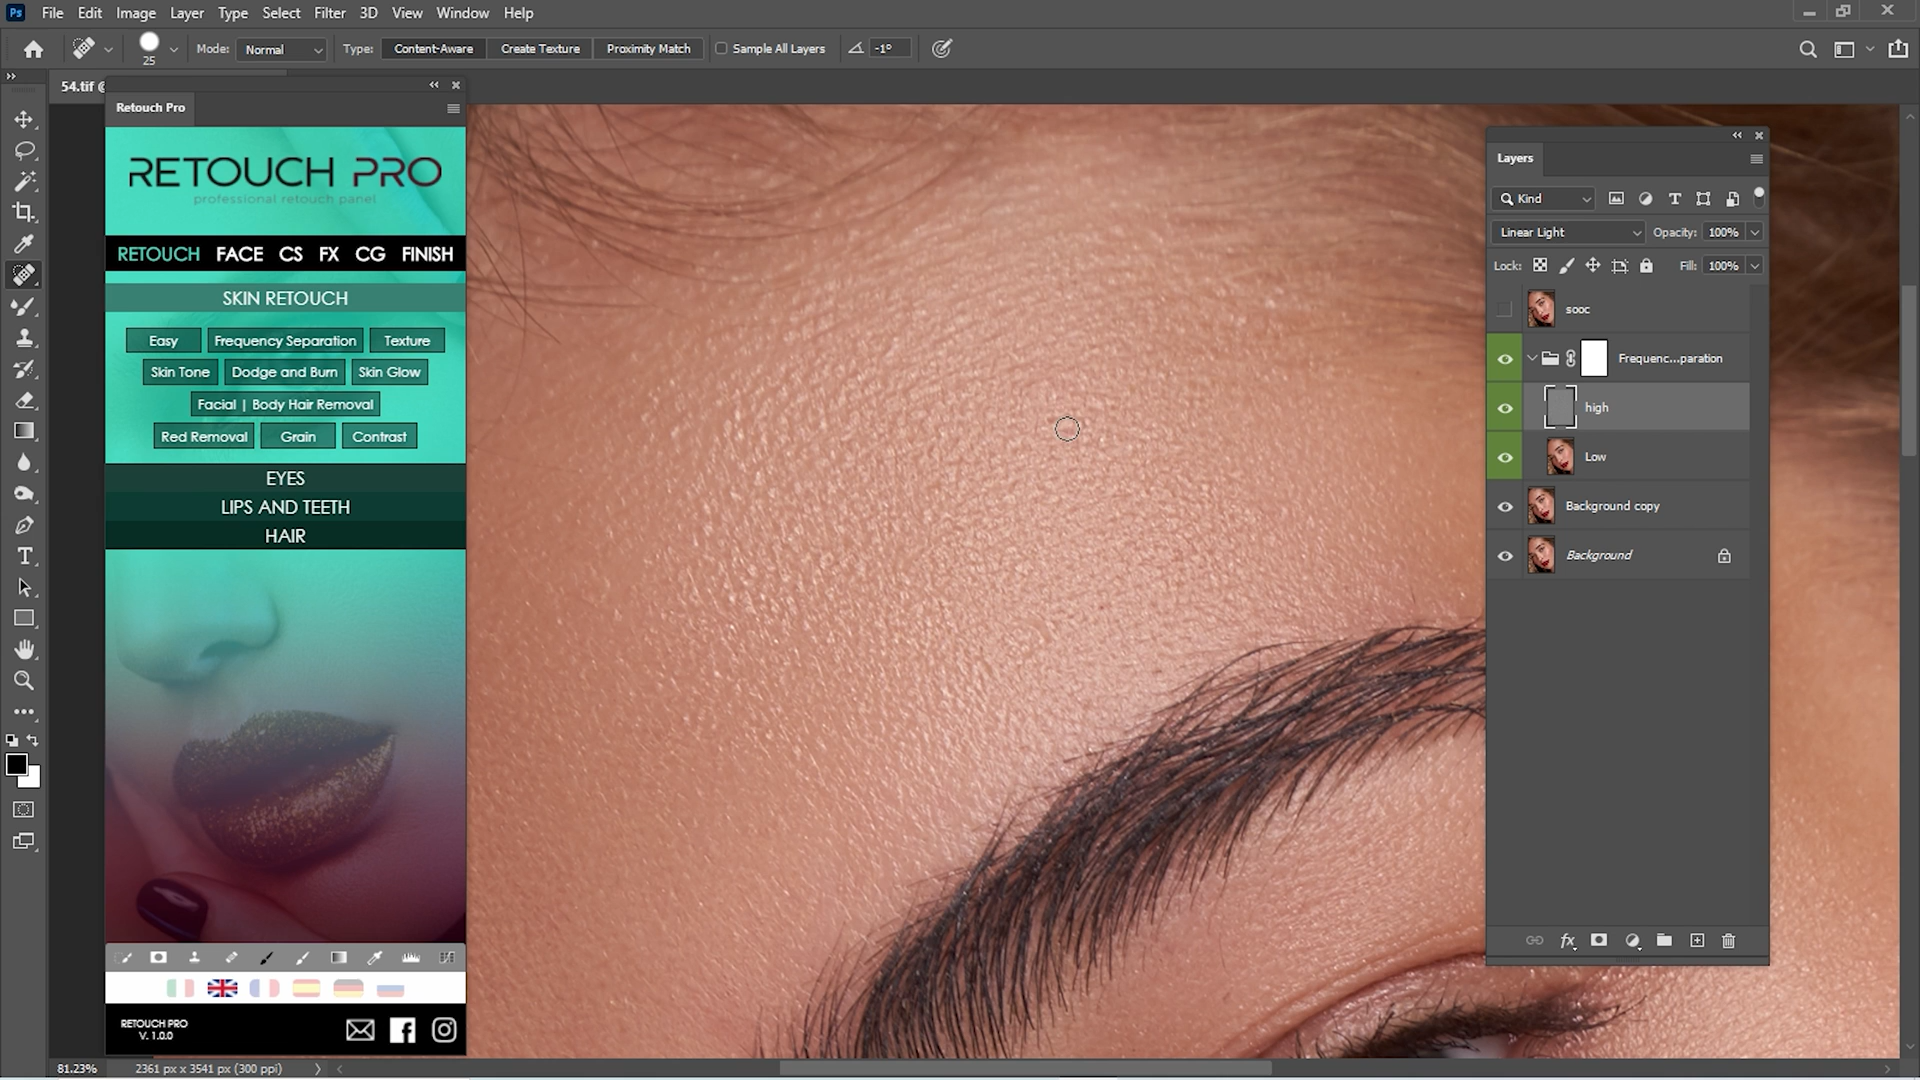 Ps File Edit Image Layer Type Select Filter 3D View Window Help
25 Mode: Normal Type: Content-Aware Create Texture Proximity Match Sample All Layers -1°
54.tif @
Retouch Pro
RETOUCH PRO
professional retouch panel
RETOUCH FACE CS FX CG FINISH
SKIN RETOUCH
Easy Frequency Separation Texture
Skin Tone Dodge and Burn Skin Glow
Facial | Body Hair Removal
Red Removal Grain Contrast
EYES
LIPS AND TEETH
HAIR
RETOUCH PRO
V. 1.0.0
Layers
Kind
Linear Light Opacity: 100%
Lock: Fill: 100%
sooc
Frequenc...paration
high
Low
Background copy
Background
fx
81.23% 2361 px x 3541 px (300 ppi)